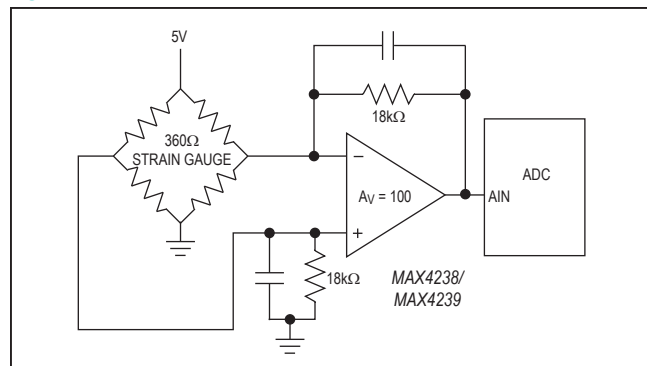 5V
360Ω
STRAIN GAUGE
18kΩ
−
AV = 100
+
AIN
ADC
18kΩ
MAX4238/
MAX4239